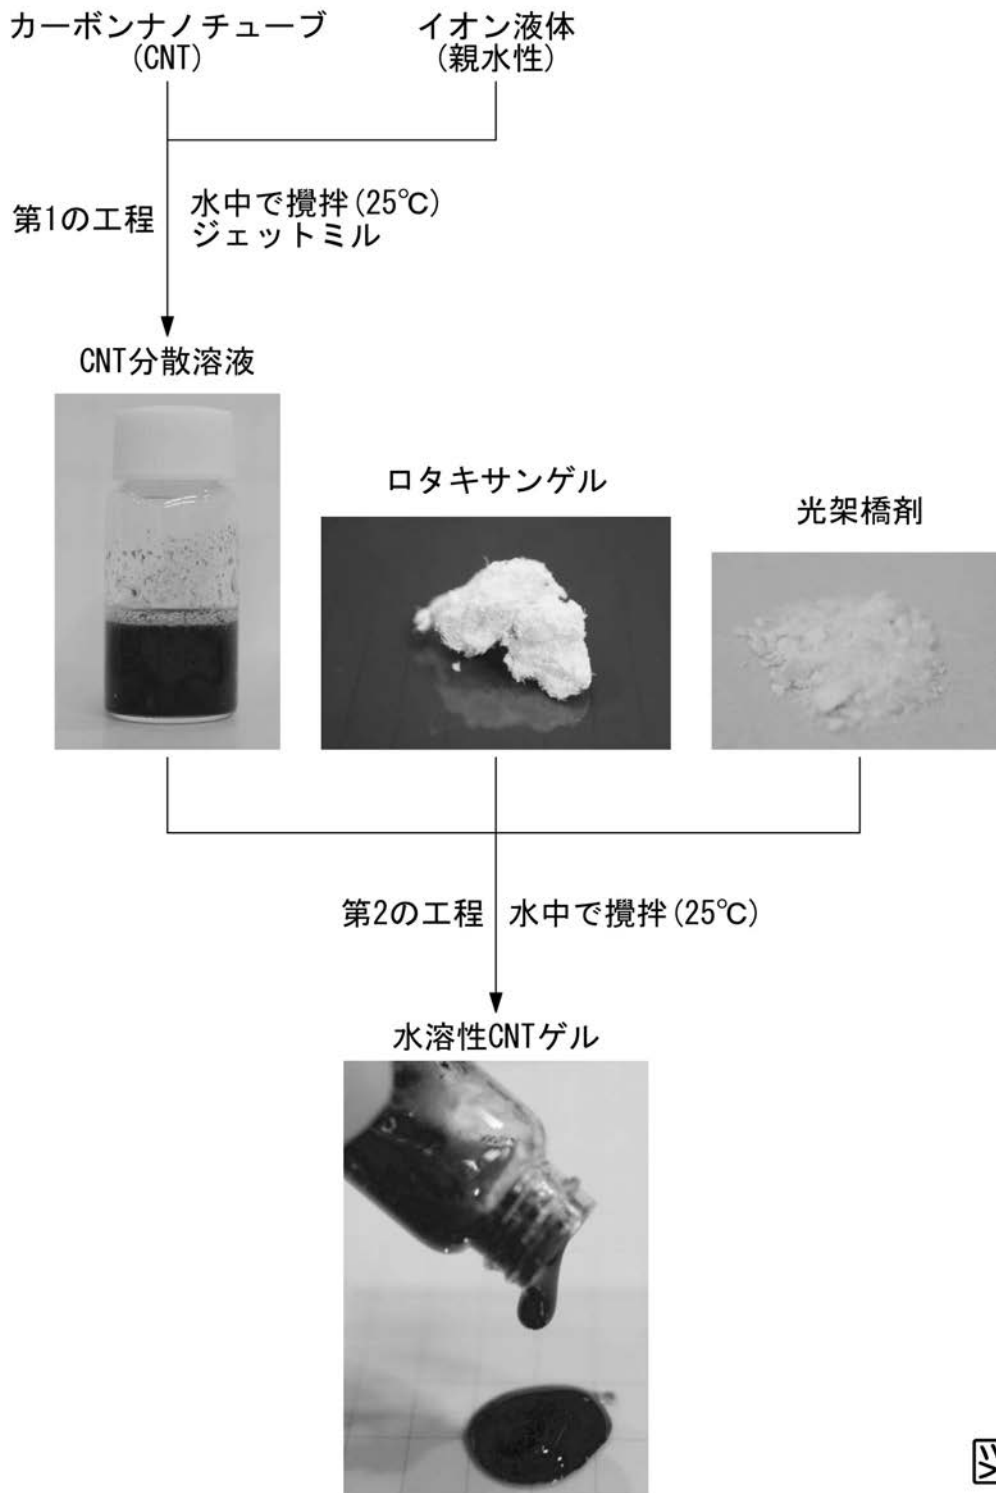 カーボンナノチューブ
(CNT)
イオン液体
(親水性)
第1の工程
水中で攪拌(25℃)
ジェットミル
CNT分散溶液
ロタキサンゲル
光架橋剤
第2の工程
水中で攪拌(25℃)
水溶性CNTゲル